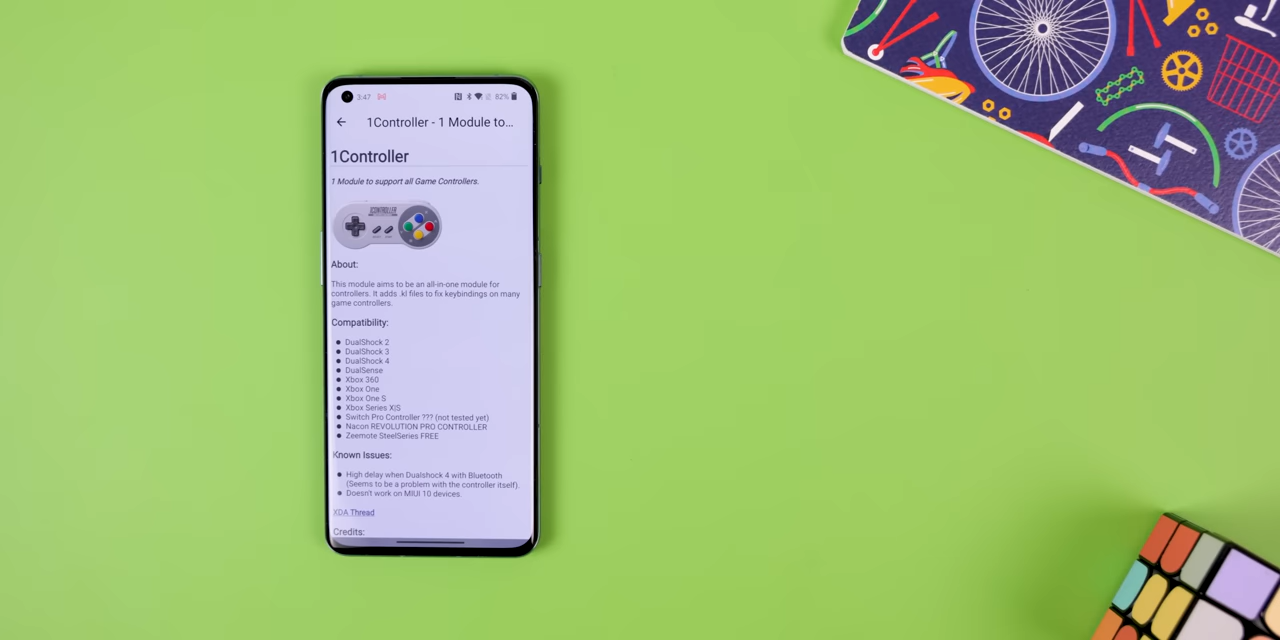 3:47
82%
1Controller - 1 Module to...
1Controller
1 Module to support all Game Controllers.
1CONTROLLER
About:
This module aims to be an all-in-one module for
controllers. It adds .kl files to fix keybindings on many
game controllers.
Compatibility:
DualShock 2
DualShock 3
DualShock 4
DualSense
Xbox 360
Xbox One
Xbox One S
Xbox Series X|S
Switch Pro Controller ??? (not tested yet)
Nacon REVOLUTION PRO CONTROLLER
Zeemote SteelSeries FREE
Known Issues:
High delay when Dualshock 4 with Bluetooth
(Seems to be a problem with the controller itself).
Doesn't work on MIUI 10 devices.
XDA Thread
Credits: